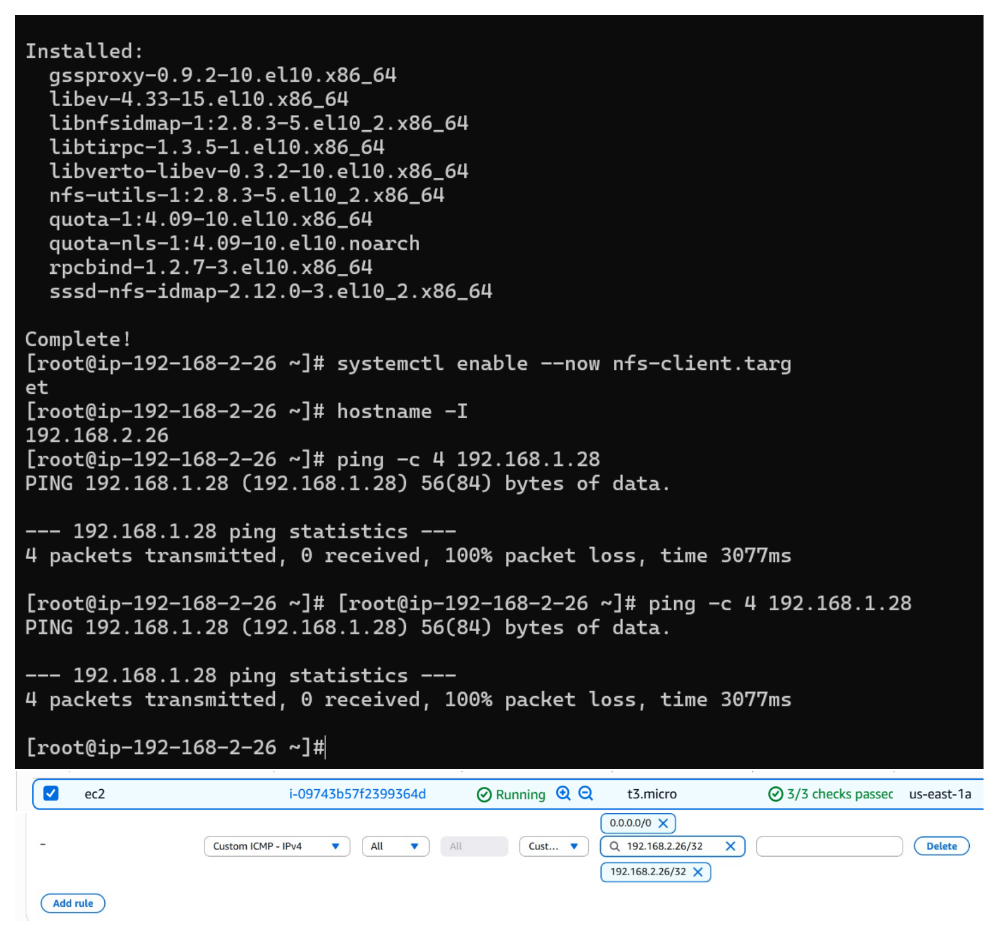 Installed:
  gssproxy-0.9.2-10.el10.x86_64
  libev-4.33-15.el10.x86_64
  libnfsidmap-1:2.8.3-5.el10_2.x86_64
  libtirpc-1.3.5-1.el10.x86_64
  libverto-libev-0.3.2-10.el10.x86_64
  nfs-utils-1:2.8.3-5.el10_2.x86_64
  quota-1:4.09-10.el10.x86_64
  quota-nls-1:4.09-10.el10.noarch
  rpcbind-1.2.7-3.el10.x86_64
  sssd-nfs-idmap-2.12.0-3.el10_2.x86_64
Complete!
[root@ip-192-168-2-26 ~]# systemctl enable --now nfs-client.targ
et
[root@ip-192-168-2-26 ~]# hostname -I
192.168.2.26
[root@ip-192-168-2-26 ~]# ping -c 4 192.168.1.28
PING 192.168.1.28 (192.168.1.28) 56(84) bytes of data.
--- 192.168.1.28 ping statistics ---
4 packets transmitted, 0 received, 100% packet loss, time 3077ms
[root@ip-192-168-2-26 ~]# [root@ip-192-168-2-26 ~]# ping -c 4 192.168.1.28
PING 192.168.1.28 (192.168.1.28) 56(84) bytes of data.
--- 192.168.1.28 ping statistics ---
4 packets transmitted, 0 received, 100% packet loss, time 3077ms
[root@ip-192-168-2-26 ~]#
ec2 i-09743b57f2399364d Running t3.micro 3/3 checks passec us-east-1a
0.0.0.0/0
– Custom ICMP - IPv4 All All Cust... 192.168.2.26/32 Delete
192.168.2.26/32
Add rule